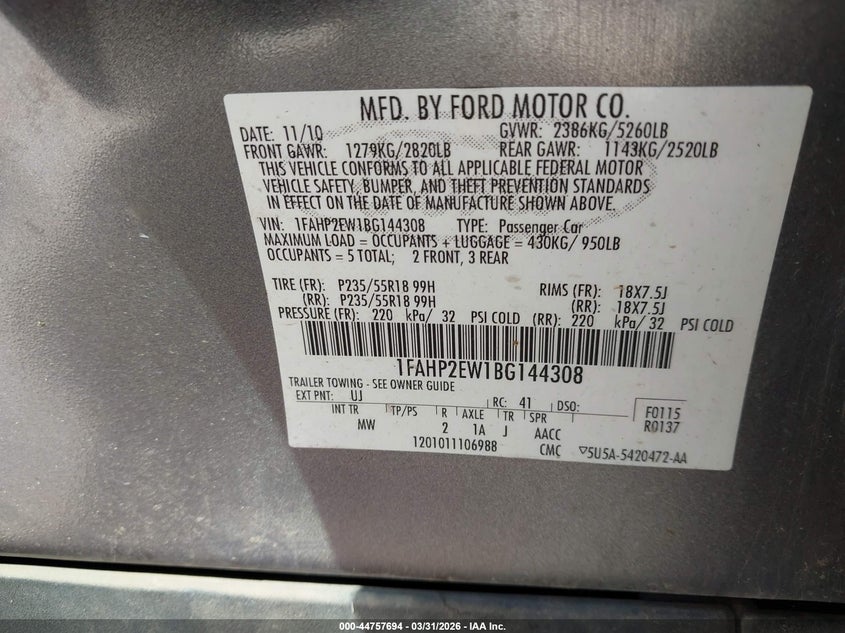 MFD. BY FORD MOTOR CO.
DATE: 11/10 GVWR: 2386KG/5260LB
FRONT GAWR: 1279KG/2820LB REAR GAWR: 1143KG/2520LB
THIS VEHICLE CONFORMS TO ALL APPLICABLE FEDERAL MOTOR
VEHICLE SAFETY, BUMPER, AND THEFT PREVENTION STANDARDS
IN EFFECT ON THE DATE OF MANUFACTURE SHOWN ABOVE.
VIN: 1FAHP2EW1BG144308 TYPE: Passenger Car
MAXIMUM LOAD = OCCUPANTS + LUGGAGE = 430KG/ 950LB
OCCUPANTS = 5 TOTAL; 2 FRONT, 3 REAR
TIRE (FR): P235/55R18 99H RIMS (FR): 18X7.5J
(RR): P235/55R18 99H (RR): 18X7.5J
PRESSURE (FR): 220 kPa/ 32 PSI COLD (RR): 220 kPa/ 32 PSI COLD
1FAHP2EW1BG144308
TRAILER TOWING - SEE OWNER GUIDE
EXT PNT: UJ RC: 41 DSO: F0115
INT TR TP/PS R AXLE TR SPR R0137
MW 2 1A J AACC
1201011106988 CMC ▽5U5A-5420472-AA
000-44757694 | 03/31/2026 - IAA Inc.